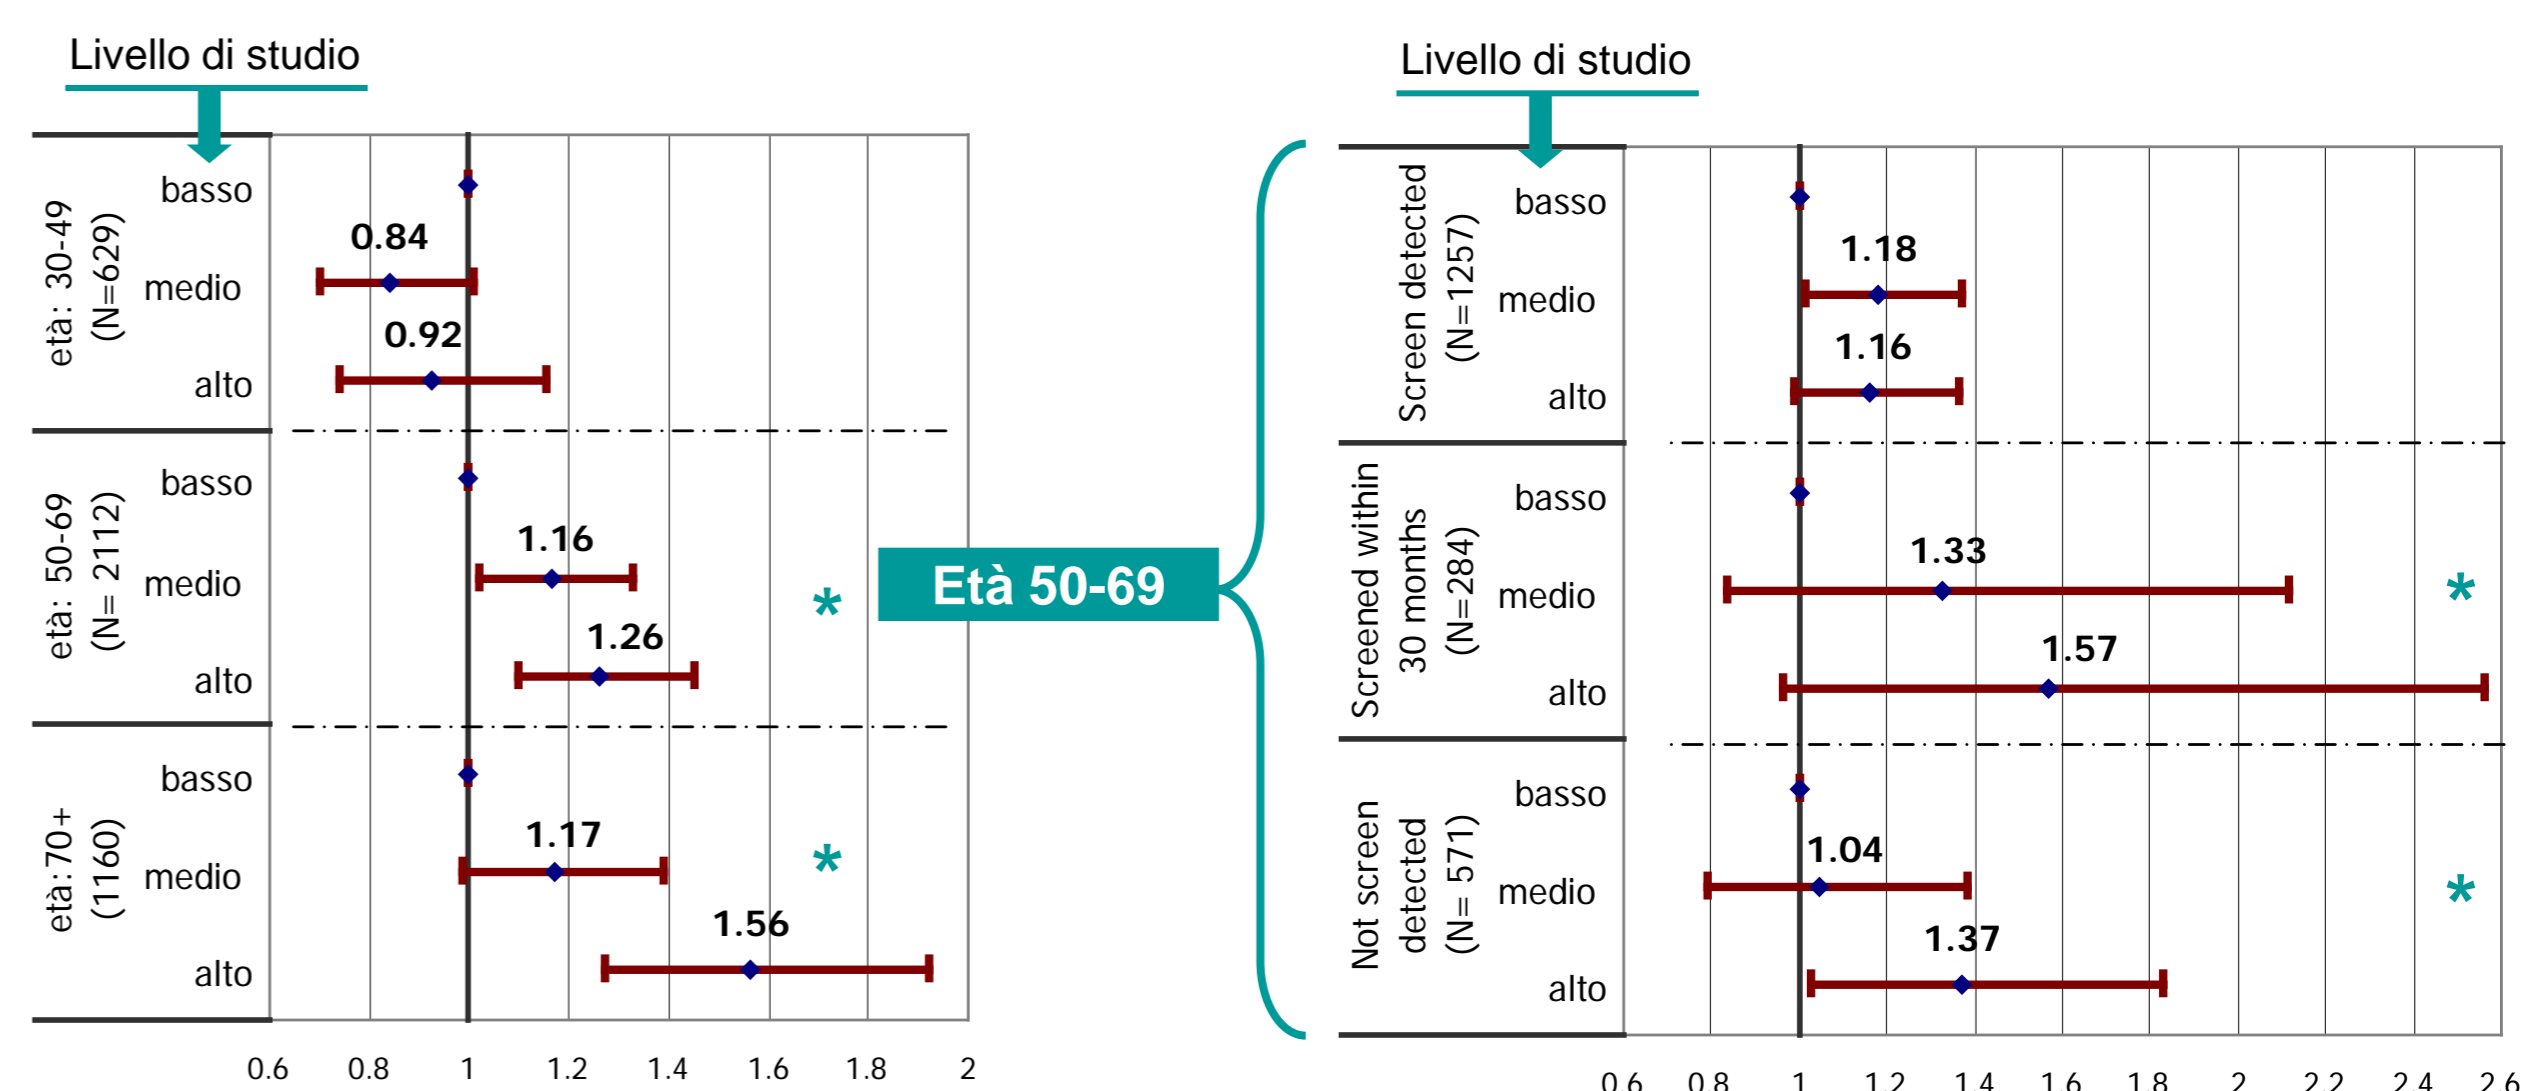 Livello di studio
età: 30-49
(N=629)
basso
0.84
medio
0.92
alto
età: 50-69
(N= 2112)
basso
1.16
medio
*
1.26
alto
età:70+
(1160)
basso
1.17
medio
*
1.56
alto
0.6 0.8 1 1.2 1.4 1.6 1.8 2
Età 50-69
Livello di studio
Screen detected
(N=1257)
basso
1.18
medio
1.16
alto
Screened within
30 months
(N=284)
basso
1.33
medio
*
1.57
alto
Not screen
detected
(N= 571)
basso
1.04
medio
*
1.37
alto
0.6 0.8 1 1.2 1.4 1.6 1.8 2 2.2 2.4 2.6